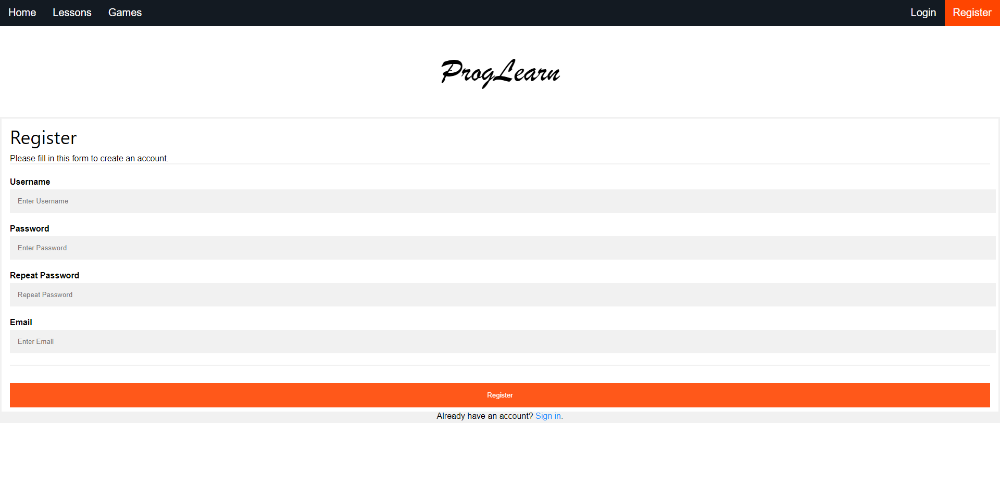 Home Lessons Games Login Register
ProgLearn
Register
Please fill in this form to create an account.
Username
Enter Username
Password
Enter Password
Repeat Password
Repeat Password
Email
Enter Email
Register
Already have an account? Sign in.